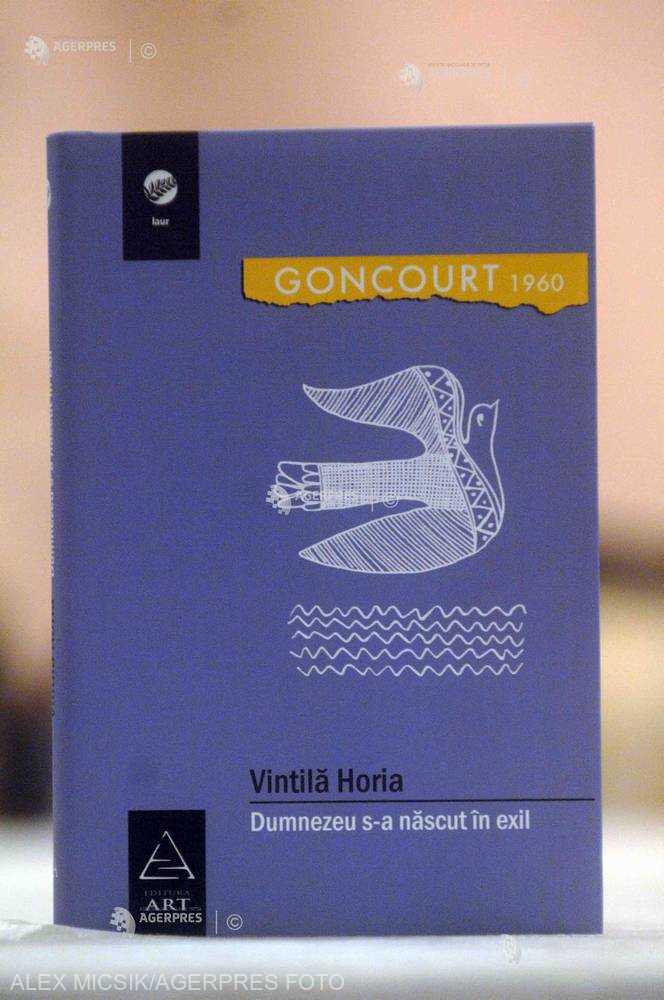 AGERPRES | ©
laur
GONCOURT 1960
AGERPRES | ©
Vintilă Horia
Dumnezeu s-a născut în exil
EDITURA
ART
AGERPRES | ©
ALEX MICSIK/AGERPRES FOTO